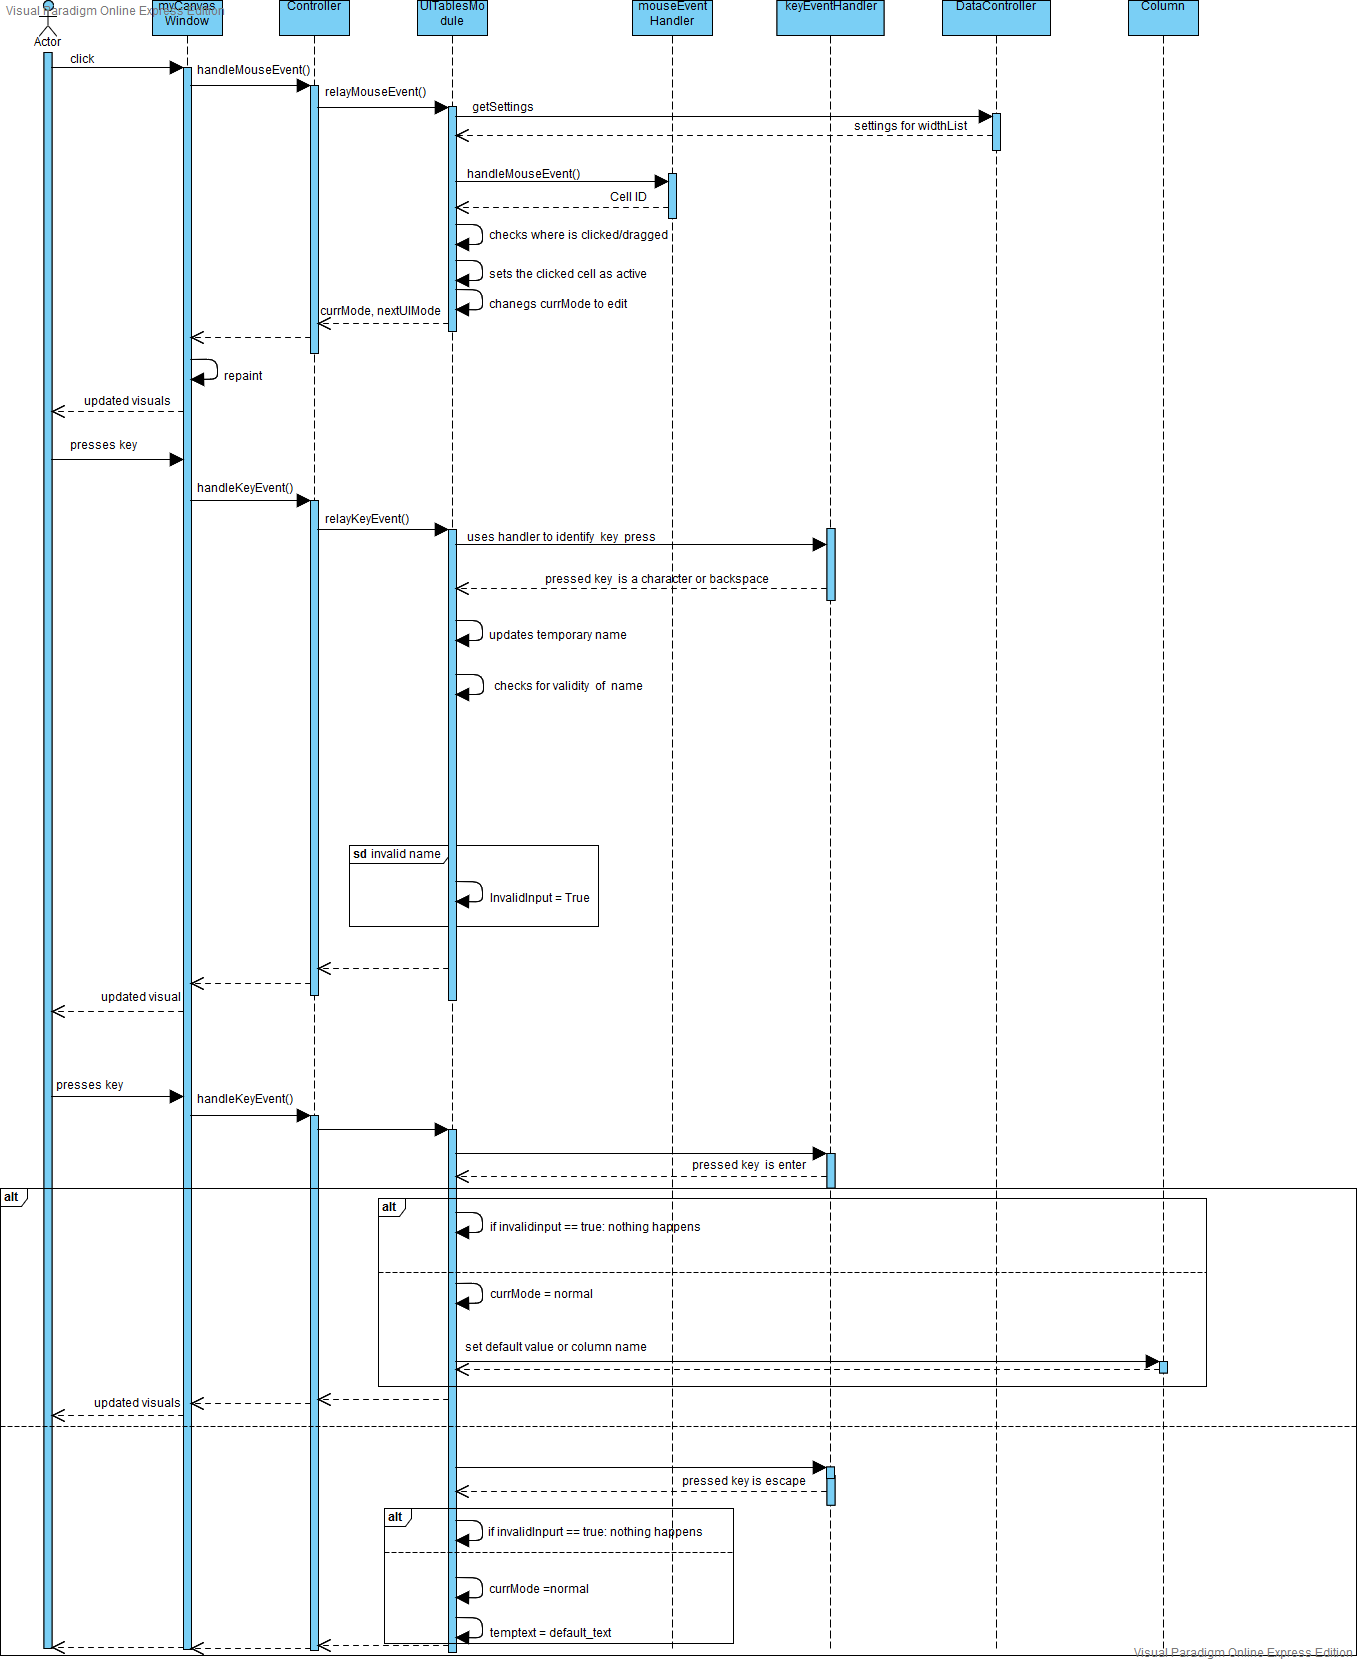 Visual Paradigm Online Express Edition
myCanvas
Window
Controller
UITablesMo
dule
mouseEvent
Handler
keyEventHandler
DataController
Column
Actor
click
handleMouseEvent()
relayMouseEvent()
getSettings
settings for widthList
handleMouseEvent()
Cell ID
checks where is clicked/dragged
sets the clicked cell as active
chanegs currMode to edit
currMode, nextUIMode
repaint
updated visuals
presses key
handleKeyEvent()
relayKeyEvent()
uses handler to identify key press
pressed key is a character or backspace
updates temporary name
checks for validity of name
sd invalid name
InvalidInput = True
updated visual
presses key
handleKeyEvent()
pressed key is enter
alt
alt
if invalidinput == true: nothing happens
currMode = normal
set default value or column name
updated visuals
pressed key is escape
alt
if invalidInpurt == true: nothing happens
currMode =normal
temptext = default_text
Visual Paradigm Online Express Edition